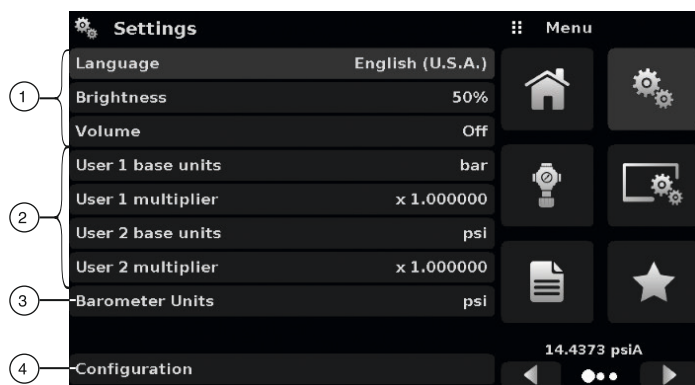 Settings
Menu
1
Language English (U.S.A.)
Brightness 50%
Volume Off
2
User 1 base units bar
User 1 multiplier x 1.000000
User 2 base units psi
User 2 multiplier x 1.000000
3
Barometer Units psi
4
Configuration
14.4373 psiA